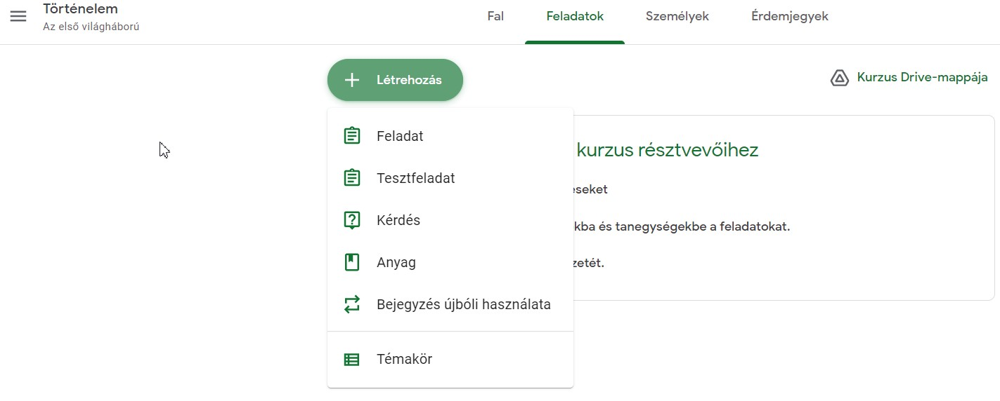 Történelem
Az első világháború
Fal
Feladatok
Személyek
Érdemjegyek
Létrehozás
Kurzus Drive-mappája
Feladat
Tesztfeladat
Kérdés
Anyag
Bejegyzés újbóli használata
Témakör
kurzus résztvevőihez
éseket
kba és tanegységekbe a feladatokat.
zetét.